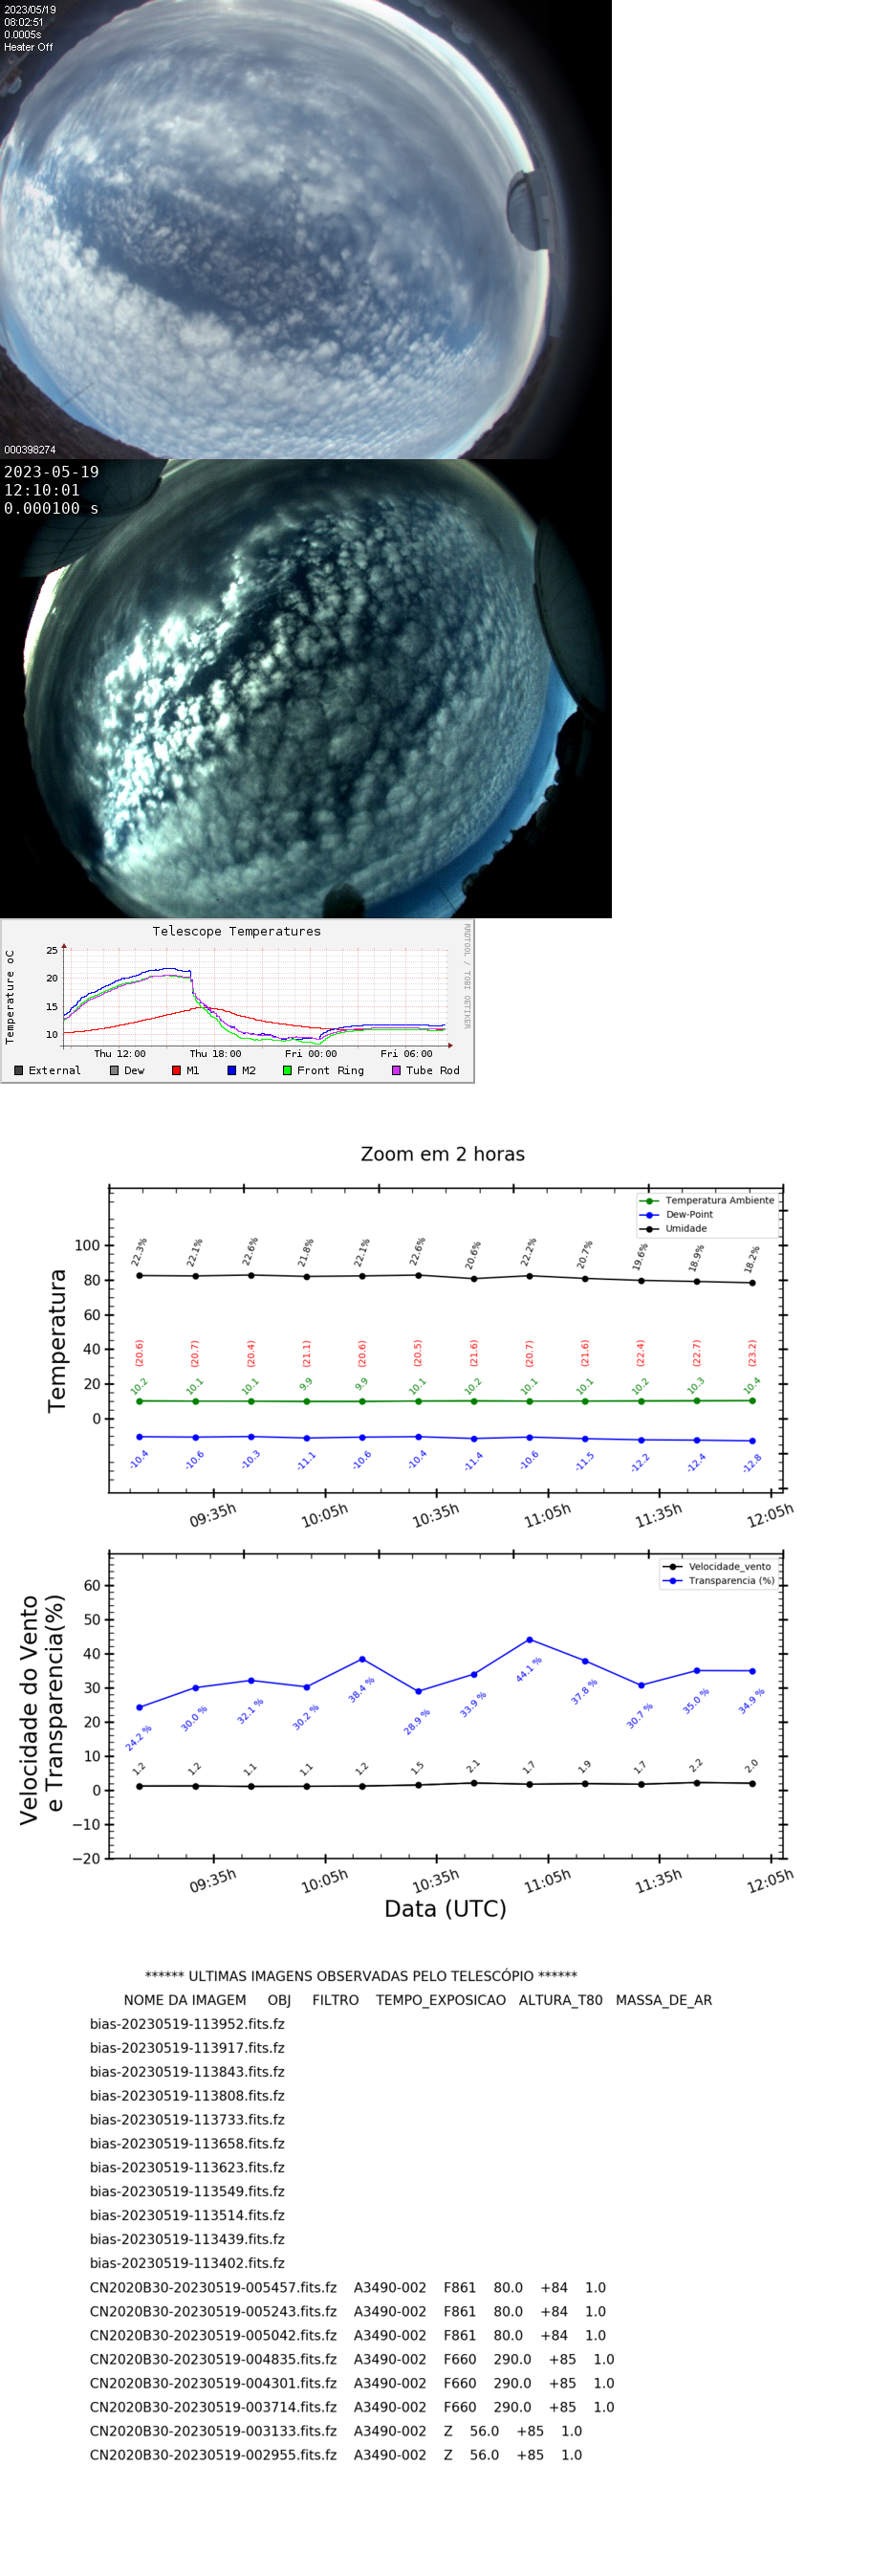 2023/05/19
08:02:51
0.0005s
Heater Off
000398274
2023-05-19
12:10:01
0.000100 s
Telescope Temperatures
RRDTOOL / TOBI OETIKER
Temperature oC
25
20
15
10
Thu 12:00 Thu 18:00 Fri 00:00 Fri 06:00
External Dew M1 M2 Front Ring Tube Rod
Zoom em 2 horas
Temperatura
Temperatura Ambiente
Dew-Point
Umidade
100
80
60
40
20
0
22.3% 22.1% 22.6% 21.8% 22.1% 22.6% 20.6% 22.2% 20.7% 19.6% 18.9% 18.2%
(20.6) (20.7) (20.4) (21.1) (20.6) (20.5) (21.6) (20.7) (21.6) (22.4) (22.7) (23.2)
10.2 10.1 10.1 9.9 9.9 10.1 10.2 10.1 10.1 10.2 10.3 10.4
-10.4 -10.6 -10.3 -11.1 -10.6 -10.4 -11.4 -10.6 -11.5 -12.2 -12.4 -12.8
09:35h 10:05h 10:35h 11:05h 11:35h 12:05h
Velocidade do Vento
e Transparencia(%)
Velocidade_vento
Transparencia (%)
60
50
40
30
20
10
0
−10
−20
24.2 % 30.0 % 32.1 % 30.2 % 38.4 % 28.9 % 33.9 % 44.1 % 37.8 % 30.7 % 35.0 % 34.9 %
1.2 1.2 1.1 1.1 1.2 1.5 2.1 1.7 1.9 1.7 2.2 2.0
09:35h 10:05h 10:35h 11:05h 11:35h 12:05h
Data (UTC)
****** ULTIMAS IMAGENS OBSERVADAS PELO TELESCÓPIO ******
NOME DA IMAGEM OBJ FILTRO TEMPO_EXPOSICAO ALTURA_T80 MASSA_DE_AR
bias-20230519-113952.fits.fz
bias-20230519-113917.fits.fz
bias-20230519-113843.fits.fz
bias-20230519-113808.fits.fz
bias-20230519-113733.fits.fz
bias-20230519-113658.fits.fz
bias-20230519-113623.fits.fz
bias-20230519-113549.fits.fz
bias-20230519-113514.fits.fz
bias-20230519-113439.fits.fz
bias-20230519-113402.fits.fz
CN2020B30-20230519-005457.fits.fz A3490-002 F861 80.0 +84 1.0
CN2020B30-20230519-005243.fits.fz A3490-002 F861 80.0 +84 1.0
CN2020B30-20230519-005042.fits.fz A3490-002 F861 80.0 +84 1.0
CN2020B30-20230519-004835.fits.fz A3490-002 F660 290.0 +85 1.0
CN2020B30-20230519-004301.fits.fz A3490-002 F660 290.0 +85 1.0
CN2020B30-20230519-003714.fits.fz A3490-002 F660 290.0 +85 1.0
CN2020B30-20230519-003133.fits.fz A3490-002 Z 56.0 +85 1.0
CN2020B30-20230519-002955.fits.fz A3490-002 Z 56.0 +85 1.0